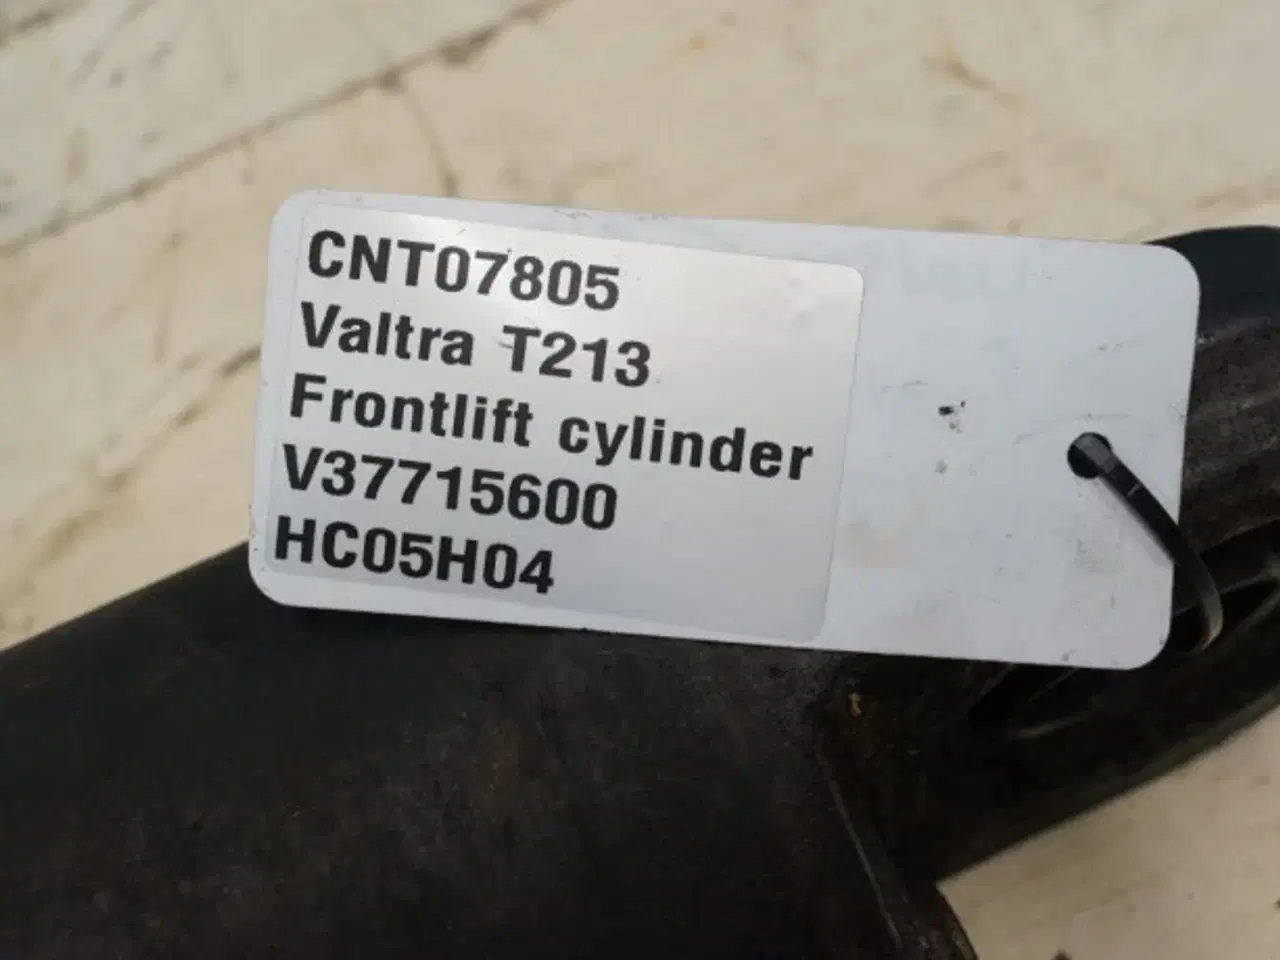 CNT07805
Valtra T213
Frontlift cylinder
V37715600
HC05H04